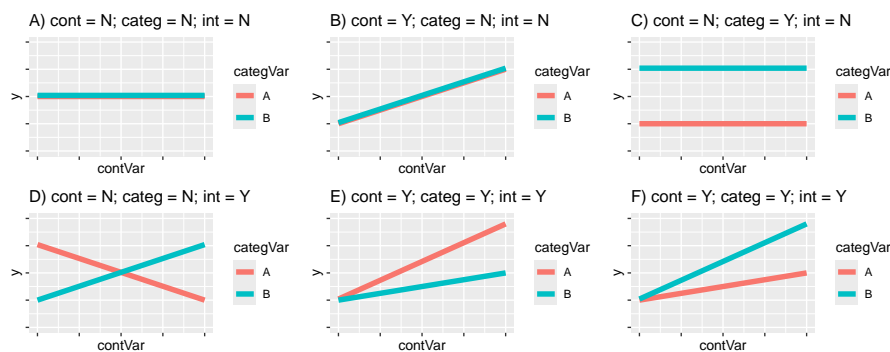 A) cont = N; categ = N; int = N
y
contVar
categVar
A
B
B) cont = Y; categ = N; int = N
y
contVar
categVar
A
B
C) cont = N; categ = Y; int = N
y
contVar
categVar
A
B
D) cont = N; categ = N; int = Y
y
contVar
categVar
A
B
E) cont = Y; categ = Y; int = Y
y
contVar
categVar
A
B
F) cont = Y; categ = Y; int = Y
y
contVar
categVar
A
B